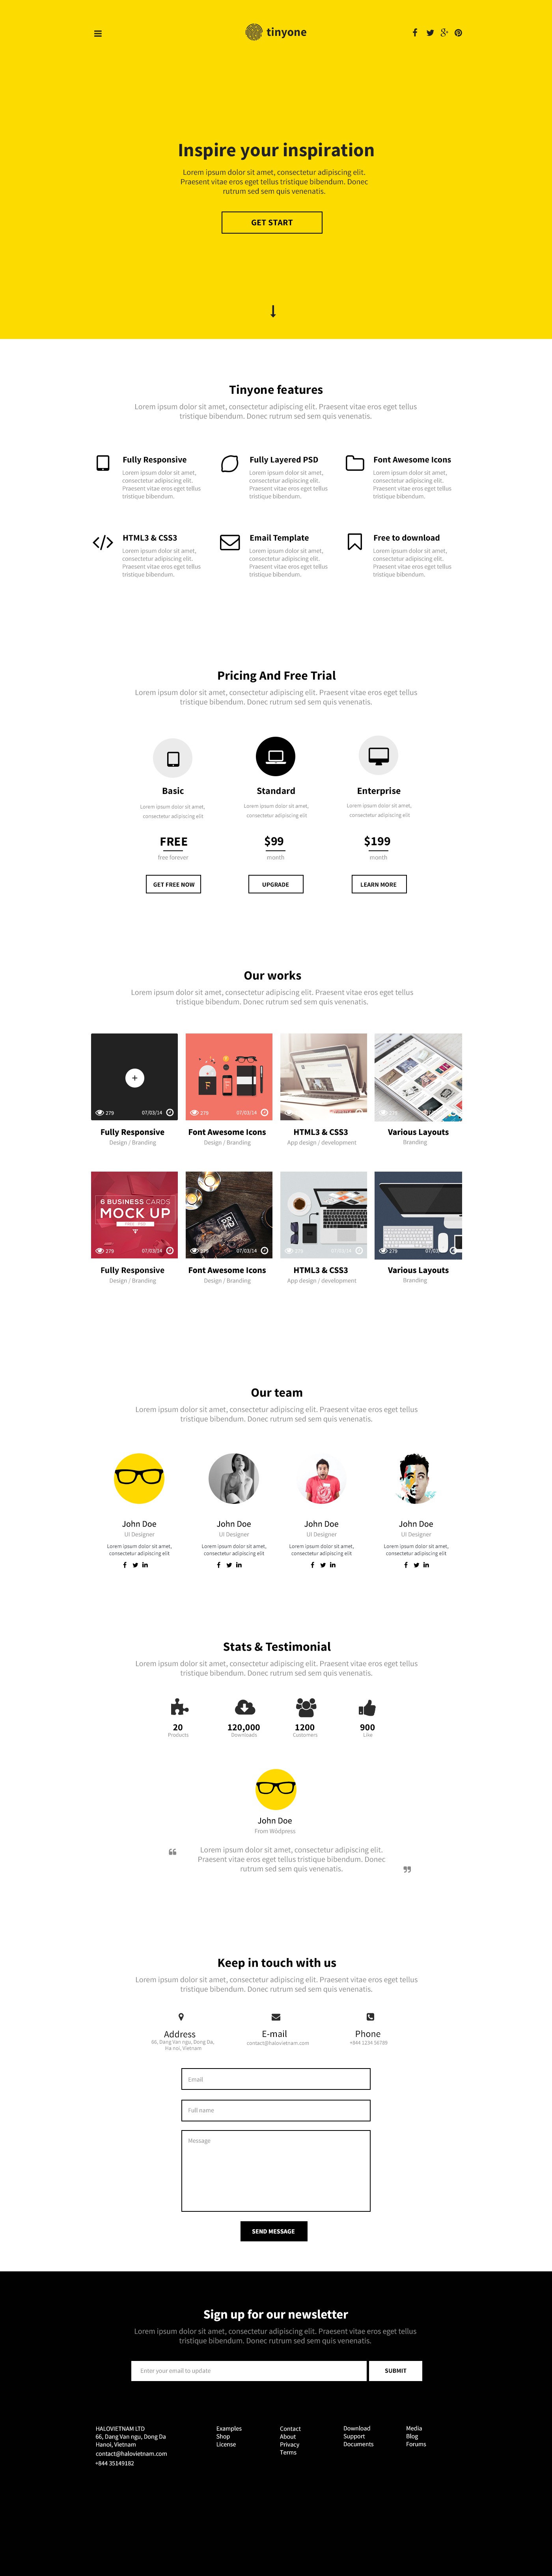 tinyone
Inspire your inspiration
Lorem ipsum dolor sit amet, consectetur adipiscing elit.
Praesent vitae eros eget tellus tristique bibendum. Donec
rutrum sed sem quis venenatis.
GET START
Tinyone features
Lorem ipsum dolor sit amet, consectetur adipiscing elit. Praesent vitae eros eget tellus
tristique bibendum. Donec rutrum sed sem quis venenatis.
Fully Responsive
Lorem ipsum dolor sit amet,
consectetur adipiscing elit.
Praesent vitae eros eget tellus
tristique bibendum.
Fully Layered PSD
Lorem ipsum dolor sit amet,
consectetur adipiscing elit.
Praesent vitae eros eget tellus
tristique bibendum.
Font Awesome Icons
Lorem ipsum dolor sit amet,
consectetur adipiscing elit.
Praesent vitae eros eget tellus
tristique bibendum.
HTML3 & CSS3
Lorem ipsum dolor sit amet,
consectetur adipiscing elit.
Praesent vitae eros eget tellus
tristique bibendum.
Email Template
Lorem ipsum dolor sit amet,
consectetur adipiscing elit.
Praesent vitae eros eget tellus
tristique bibendum.
Free to download
Lorem ipsum dolor sit amet,
consectetur adipiscing elit.
Praesent vitae eros eget tellus
tristique bibendum.
Pricing And Free Trial
Lorem ipsum dolor sit amet, consectetur adipiscing elit. Praesent vitae eros eget tellus
tristique bibendum. Donec rutrum sed sem quis venenatis.
Basic
Lorem ipsum dolor sit amet,
consectetur adipiscing elit
FREE
free forever
GET FREE NOW
Standard
Lorem ipsum dolor sit amet,
consectetur adipiscing elit
$99
month
UPGRADE
Enterprise
Lorem ipsum dolor sit amet,
consectetur adipiscing elit
$199
month
LEARN MORE
Our works
Lorem ipsum dolor sit amet, consectetur adipiscing elit. Praesent vitae eros eget tellus
tristique bibendum. Donec rutrum sed sem quis venenatis.
279 07/03/14
Fully Responsive
Design / Branding
279 07/03/14
Font Awesome Icons
Design / Branding
HTML3 & CSS3
App design / development
Various Layouts
Branding
6 BUSINESS CARDS
MOCK UP
279 07/03/14
Fully Responsive
Design / Branding
279 07/03/14
Font Awesome Icons
Design / Branding
279 07/03/14
HTML3 & CSS3
App design / development
279 07/03/14
Various Layouts
Branding
Our team
Lorem ipsum dolor sit amet, consectetur adipiscing elit. Praesent vitae eros eget tellus
tristique bibendum. Donec rutrum sed sem quis venenatis.
John Doe
UI Designer
Lorem ipsum dolor sit amet,
consectetur adipiscing elit
John Doe
UI Designer
Lorem ipsum dolor sit amet,
consectetur adipiscing elit
John Doe
UI Designer
Lorem ipsum dolor sit amet,
consectetur adipiscing elit
John Doe
UI Designer
Lorem ipsum dolor sit amet,
consectetur adipiscing elit
Stats & Testimonial
Lorem ipsum dolor sit amet, consectetur adipiscing elit. Praesent vitae eros eget tellus
tristique bibendum. Donec rutrum sed sem quis venenatis.
20
Products
120,000
Downloads
1200
Customers
900
Like
John Doe
From Wodpress
Lorem ipsum dolor sit amet, consectetur adipiscing elit.
Praesent vitae eros eget tellus tristique bibendum. Donec
rutrum sed sem quis venenatis.
Keep in touch with us
Lorem ipsum dolor sit amet, consectetur adipiscing elit. Praesent vitae eros eget tellus
tristique bibendum. Donec rutrum sed sem quis venenatis.
Address
66, Dang Van ngu, Dong Da,
Ha noi, Vietnam
E-mail
contact@halovietnam.com
Phone
+844 1234 56789
Email
Full name
Message
SEND MESSAGE
Sign up for our newsletter
Lorem ipsum dolor sit amet, consectetur adipiscing elit. Praesent vitae eros eget tellus
tristique bibendum. Donec rutrum sed sem quis venenatis.
Enter your email to update
SUBMIT
HALOVIETNAM LTD
66, Dang Van ngu, Dong Da
Hanoi, Vietnam
contact@halovietnam.com
+844 35149182
Examples
Shop
License
Contact
About
Privacy
Terms
Download
Support
Documents
Media
Blog
Forums